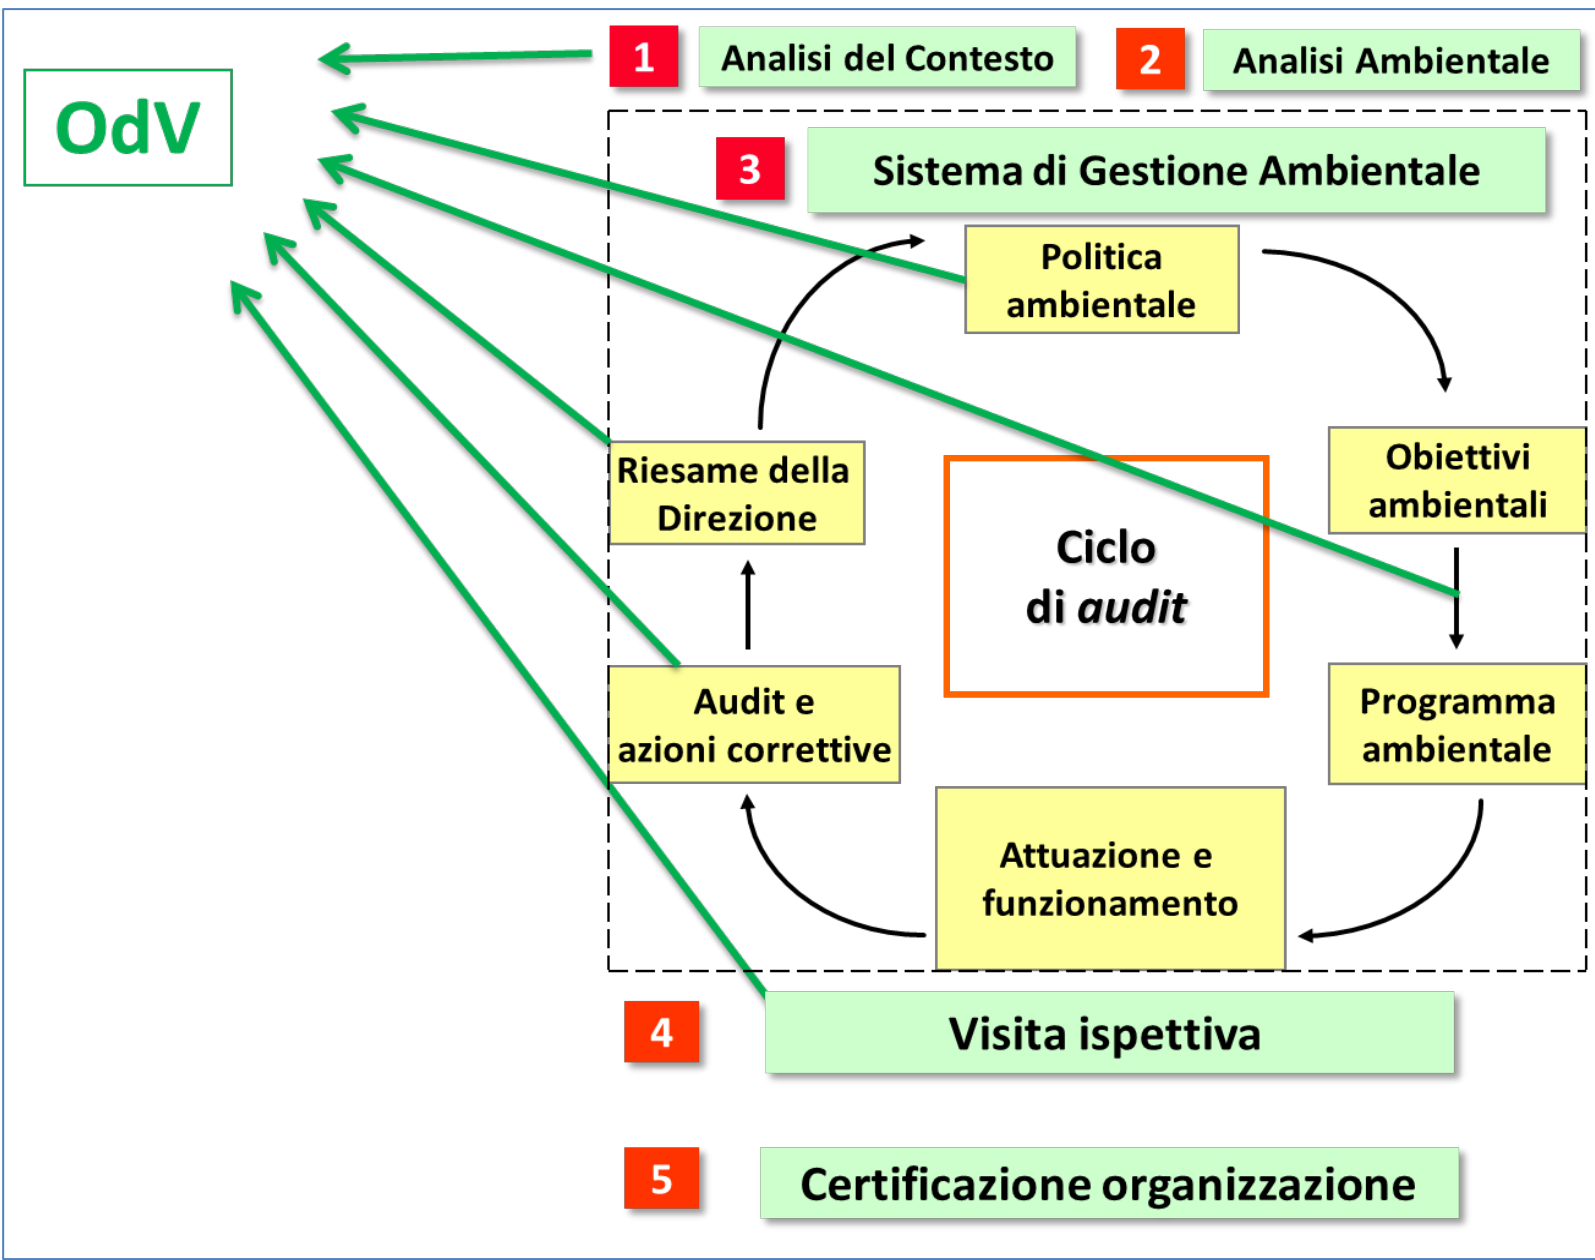 OdV
1
Analisi del Contesto
2
Analisi Ambientale
3
Sistema di Gestione Ambientale
Politica
ambientale
Obiettivi
ambientali
Programma
ambientale
Attuazione e
funzionamento
Audit e
azioni correttive
Riesame della
Direzione
Ciclo
di audit
4
Visita ispettiva
5
Certificazione organizzazione